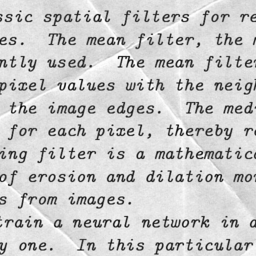 ssic spatial filters for re
es. The mean filter, the m
ntly used. The mean filter
pixel values with the neigh
the image edges. The med
for each pixel, thereby re
ing filter is a mathematica
of erosion and dilation mo
s from images.
train a neural network in a
y one. In this particular